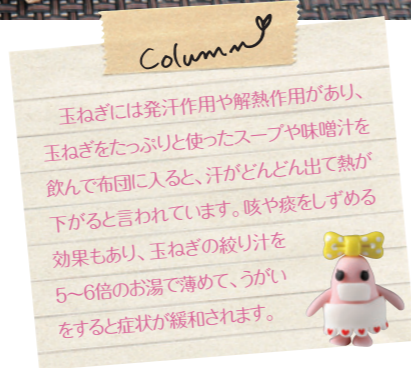 Column
玉ねぎには発汗作用や解熱作用があり、
玉ねぎをたっぷりと使ったスープや味噌汁を
飲んで布団に入ると、汗がどんどん出て熱が
下がると言われています。咳や痰をしずめる
効果もあり、玉ねぎの絞り汁を
5〜6倍のお湯で薄めて、うがい
をすると症状が緩和されます。